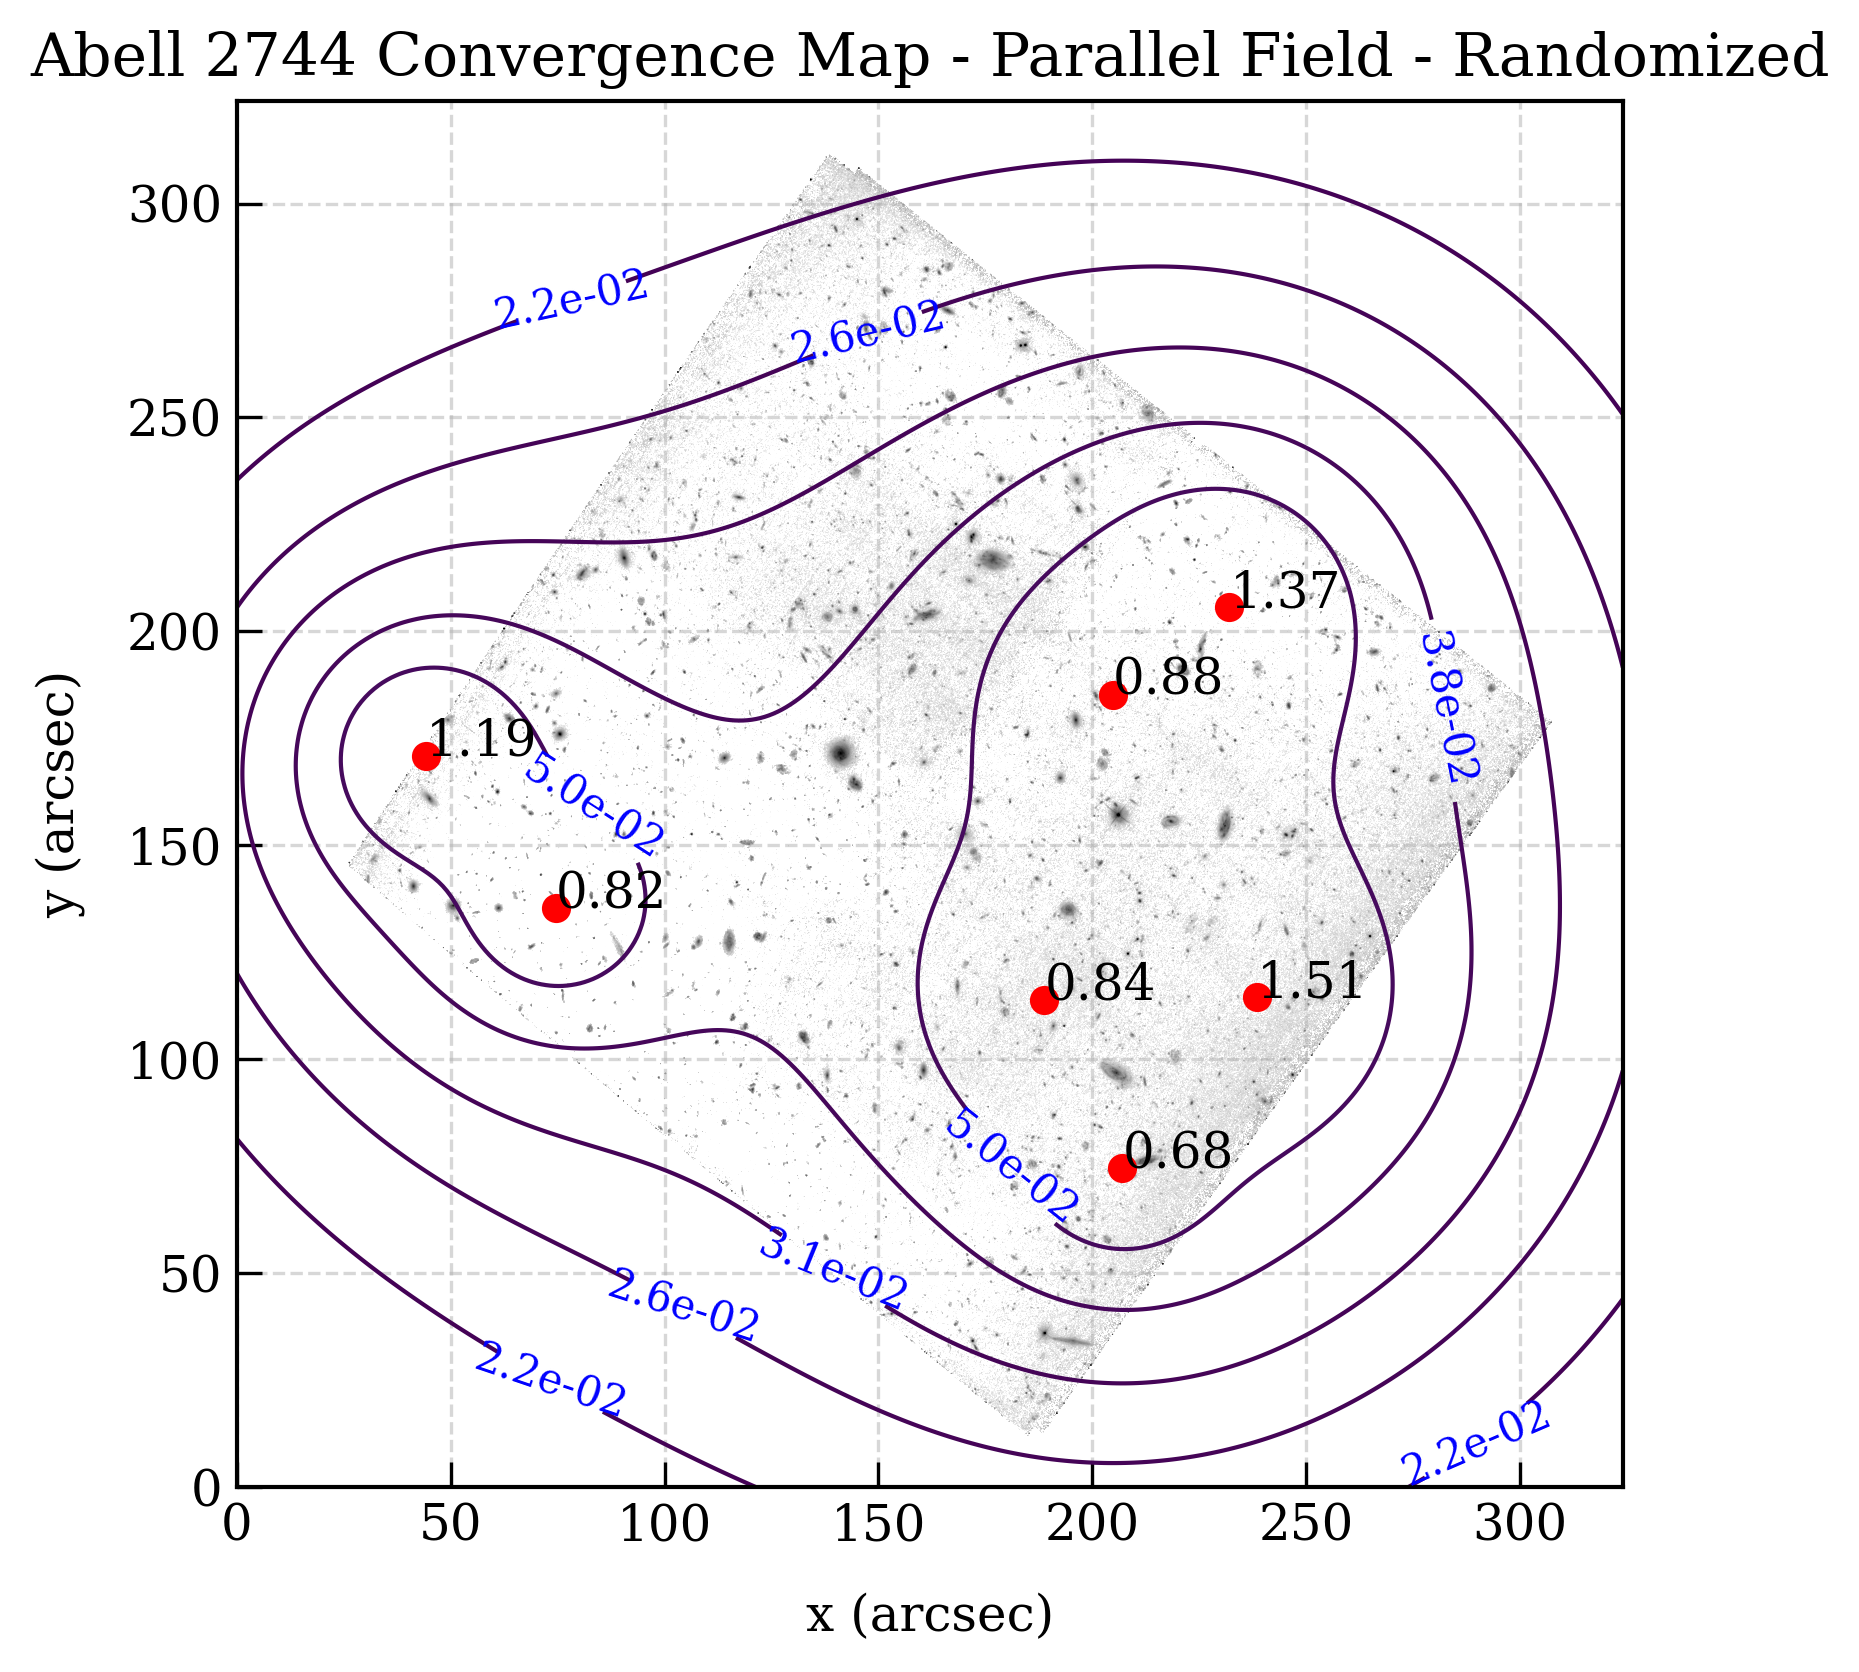 Abell 2744 Convergence Map - Parallel Field - Randomized
300
250
200
150
100
50
0
y (arcsec)
2.2e-02
2.6e-02
1.37
3.8e-02
0.88
1.19
5.0e-02
0.82
0.84
1.51
5.0e-02
0.68
3.1e-02
2.6e-02
2.2e-02
2.2e-02
0
50
100
150
200
250
300
x (arcsec)